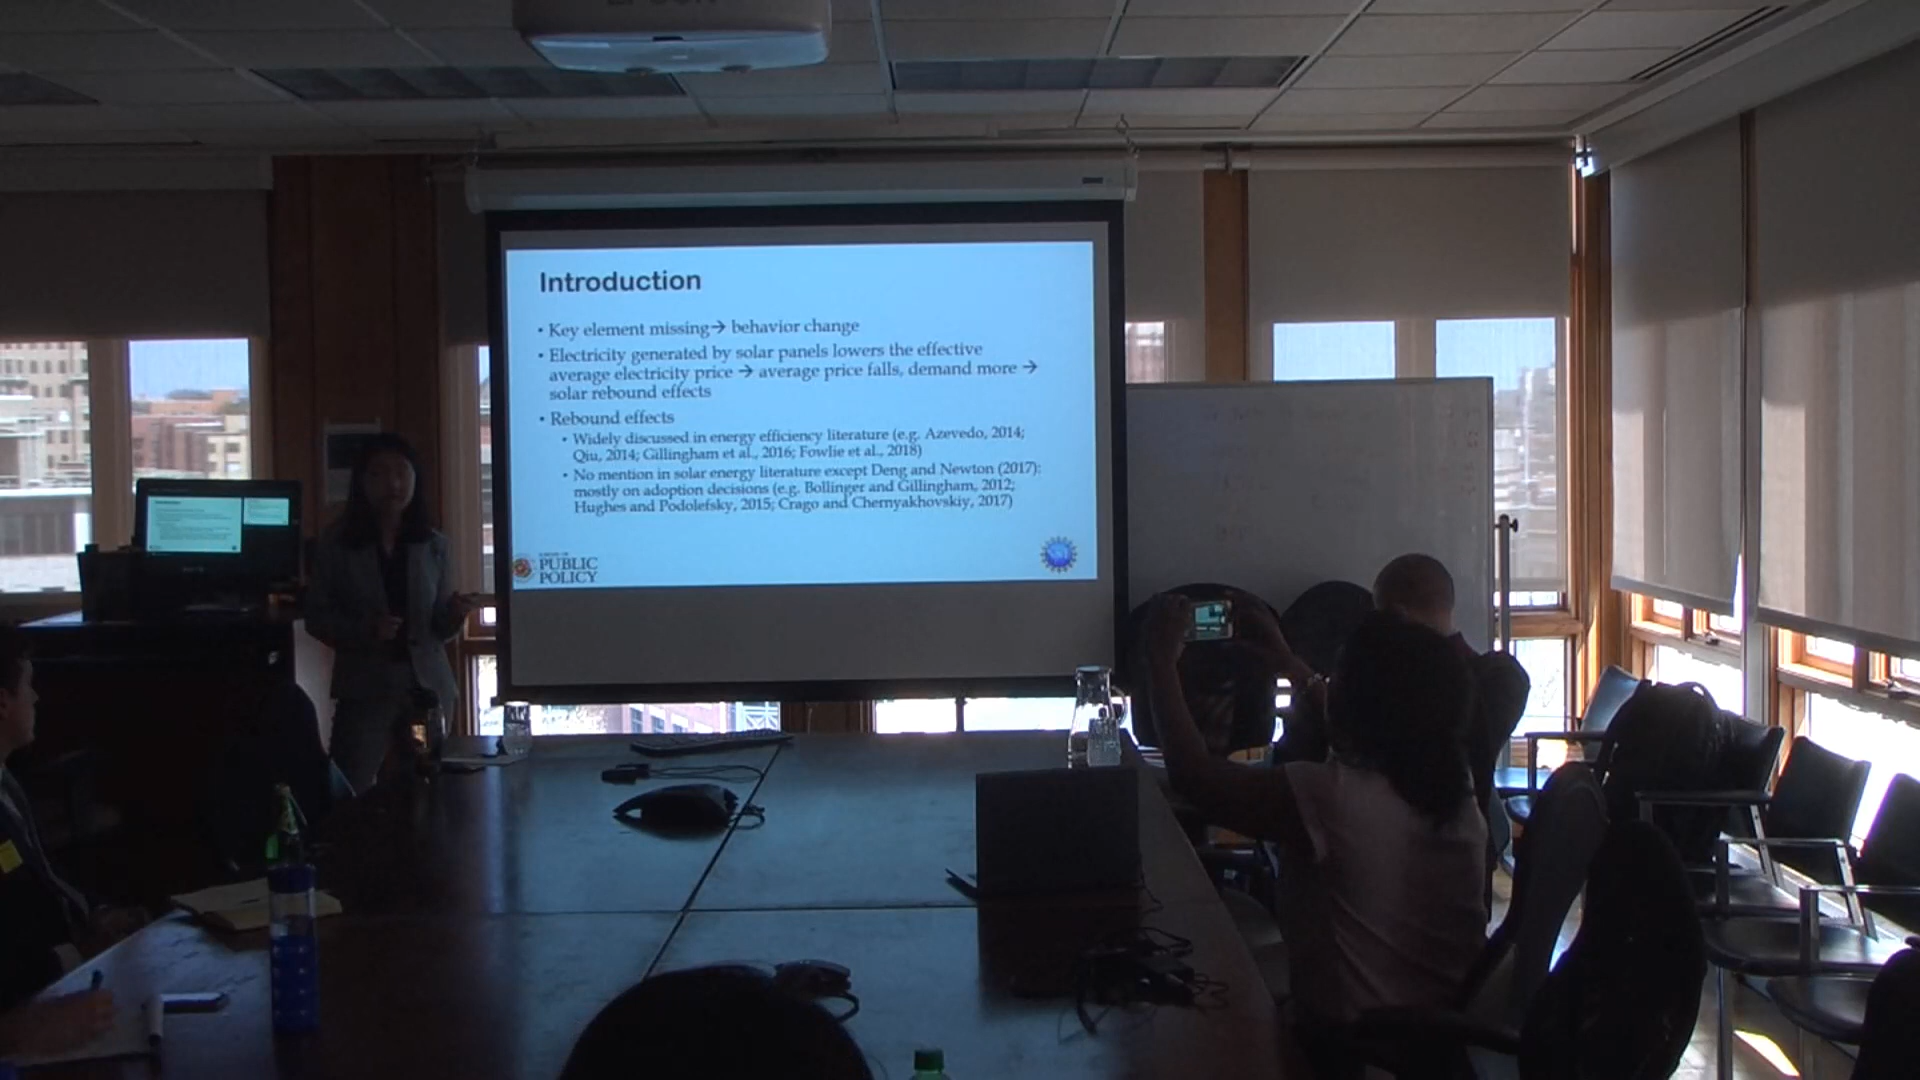 EPSON
Introduction
• Key element missing→ behavior change
• Electricity generated by solar panels lowers the effective
average electricity price → average price falls, demand more →
solar rebound effects
• Rebound effects
• Widely discussed in energy efficiency literature (e.g. Azevedo, 2014;
Qiu, 2014; Gillingham et al., 2016; Fowlie et al., 2018)
• No mention in solar energy literature except Deng and Newton (2017):
mostly on adoption decisions (e.g. Bollinger and Gillingham, 2012;
Hughes and Podolefsky, 2015; Crago and Chernyakhovskiy, 2017)
PUBLIC
POLICY